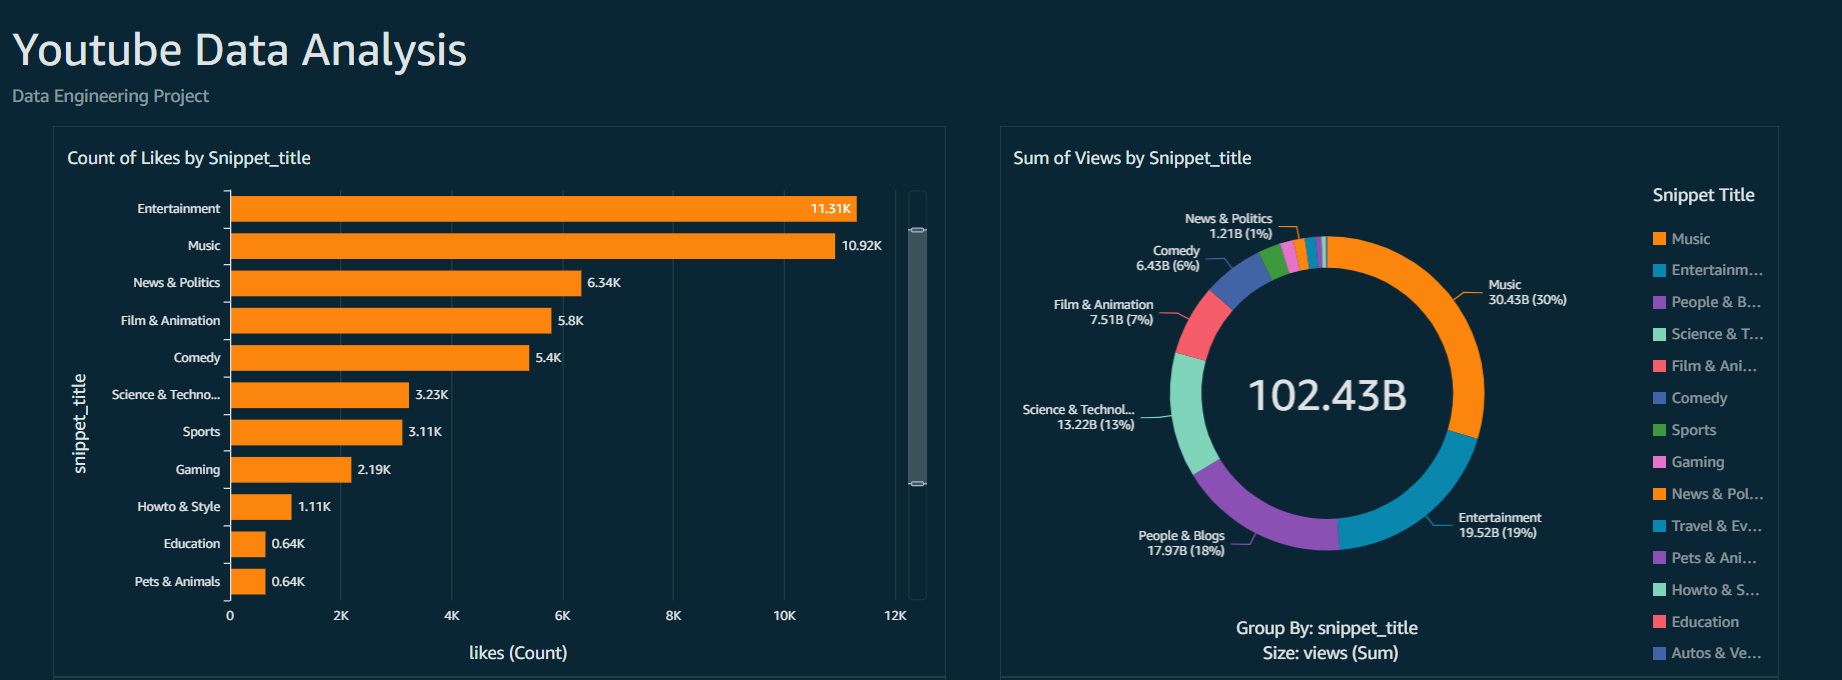 Youtube Data Analysis
Data Engineering Project
Count of Likes by Snippet_title
snippet_title
Entertainment
11.31K
Music
10.92K
News & Politics
6.34K
Film & Animation
5.8K
Comedy
5.4K
Science & Techno...
3.23K
Sports
3.11K
Gaming
2.19K
Howto & Style
1.11K
Education
0.64K
Pets & Animals
0.64K
0 2K 4K 6K 8K 10K 12K
likes (Count)
Sum of Views by Snippet_title
News & Politics
1.21B (1%)
Comedy
6.43B (6%)
Film & Animation
7.51B (7%)
Science & Technol...
13.22B (13%)
People & Blogs
17.97B (18%)
Music
30.43B (30%)
Entertainment
19.52B (19%)
102.43B
Group By: snippet_title
Size: views (Sum)
Snippet Title
Music
Entertainm...
People & B...
Science & T...
Film & Ani...
Comedy
Sports
Gaming
News & Pol...
Travel & Ev...
Pets & Ani...
Howto & S...
Education
Autos & Ve...